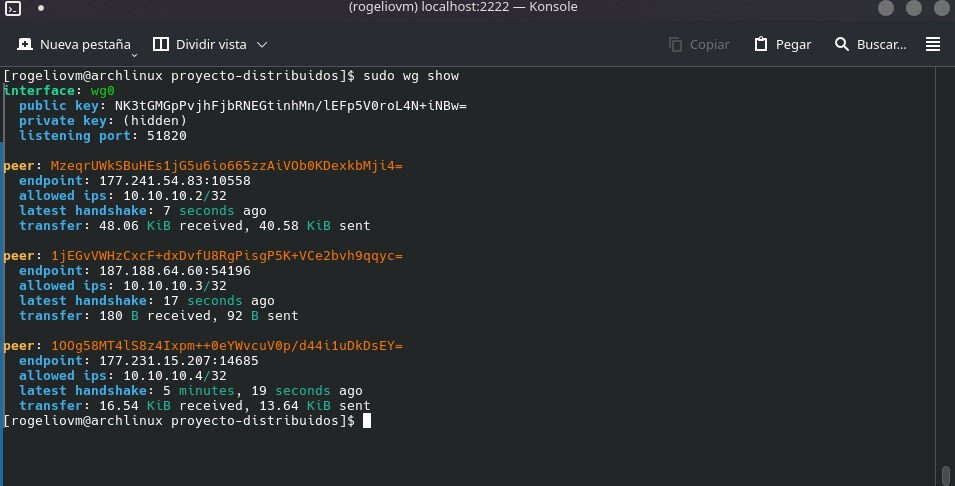 (rogeliovm) localhost:2222 — Konsole
Nueva pestaña
Dividir vista
Copiar
Pegar
Buscar...
[rogeliovm@archlinux proyecto-distribuidos]$ sudo wg show
interface: wg0
public key: NK3tGMGpPvjhFjbRNEGtinhMn/lEFp5V0roL4N+iNBw=
private key: (hidden)
listening port: 51820
peer: MzeqrUWkSBuHEs1jG5u6io665zzAiVOb0KDexkbMji4=
endpoint: 177.241.54.83:10558
allowed ips: 10.10.10.2/32
latest handshake: 7 seconds ago
transfer: 48.06 KiB received, 40.58 KiB sent
peer: 1jEGvVWHzCxcF+dxDvfU8RgPisgP5K+VCe2bvh9qqyc=
endpoint: 187.188.64.60:54196
allowed ips: 10.10.10.3/32
latest handshake: 17 seconds ago
transfer: 180 B received, 92 B sent
peer: 1OOg58MT4lS8z4Ixpm++0eYWvcuV0p/d44i1uDkDsEY=
endpoint: 177.231.15.207:14685
allowed ips: 10.10.10.4/32
latest handshake: 5 minutes, 19 seconds ago
transfer: 16.54 KiB received, 13.64 KiB sent
[rogeliovm@archlinux proyecto-distribuidos]$